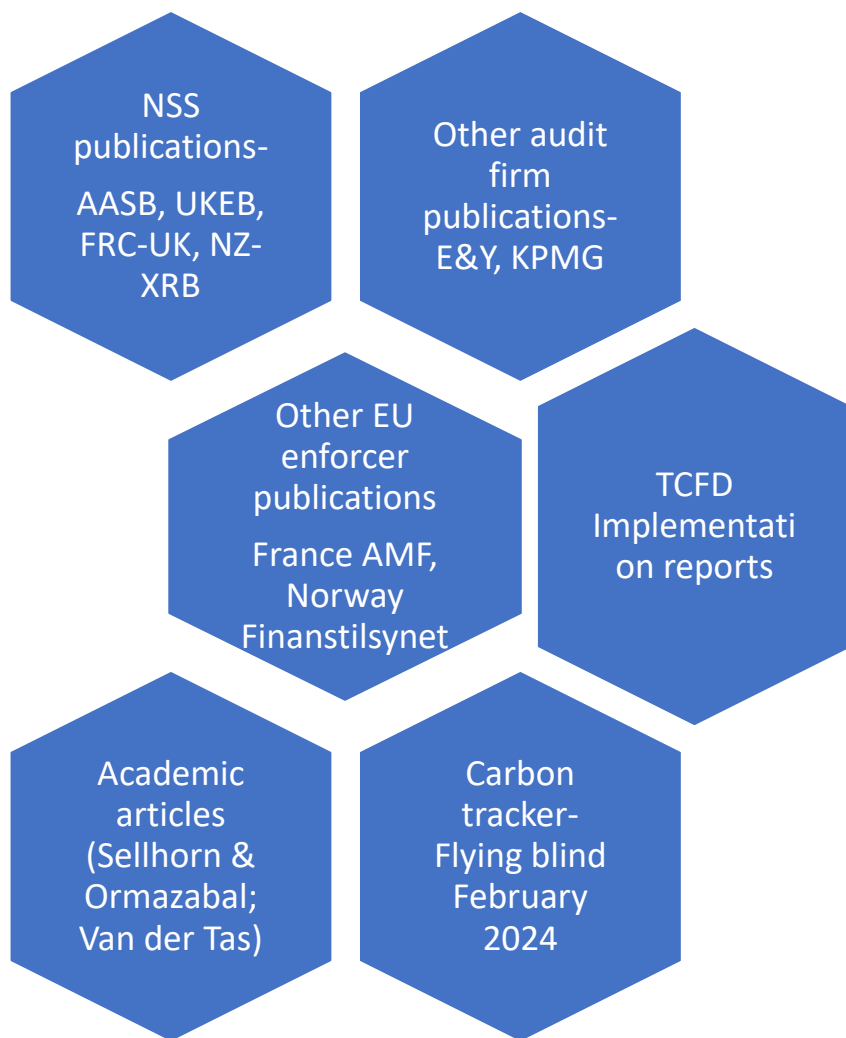 NSS
publications-
AASB, UKEB,
FRC-UK, NZ-
XRB
Other audit
firm
publications-
E&Y, KPMG
Other EU
enforcer
publications
France AMF,
Norway
Finanstilsynet
TCFD
Implementati
on reports
Academic
articles
(Sellhorn &
Ormazabal;
Van der Tas)
Carbon
tracker-
Flying blind
February
2024